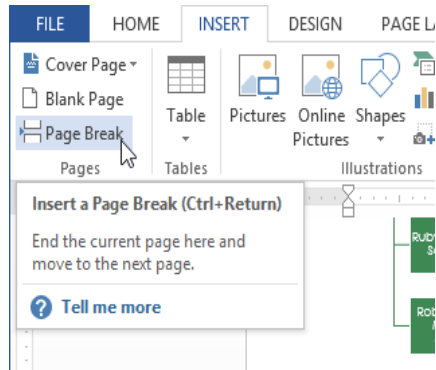 FILE HOME INSERT DESIGN PAGE
Cover Page
Blank Page
Page Break
Table
Pictures
Online Pictures
Shapes
Pages Tables Illustrations
Insert a Page Break (Ctrl+Return)
End the current page here and
move to the next page.
Tell me more